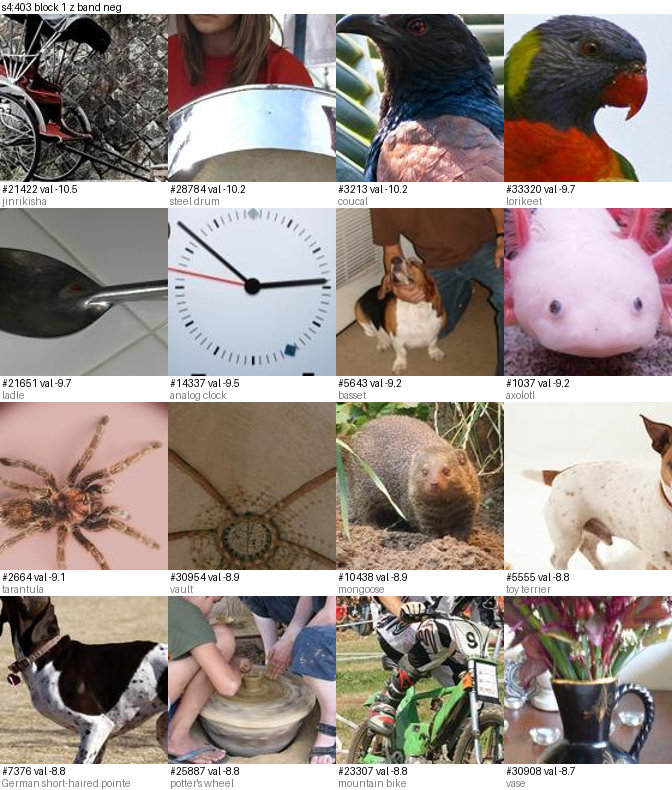 s4:403 block 1 z band neg
#21422 val -10.5
jinrikisha
#28784 val -10.2
steel drum
#3213 val -10.2
coucal
#33320 val -9.7
lorikeet
#21651 val -9.7
ladle
#14337 val -9.5
analog clock
#5643 val -9.2
basset
#1037 val -9.2
axolotl
#2664 val -9.1
tarantula
#30954 val -8.9
vault
#10438 val -8.9
mongoose
#5555 val -8.8
toy terrier
9
#7376 val -8.8
German short-haired pointe
#25887 val -8.8
potter's wheel
#23307 val -8.8
mountain bike
#30908 val -8.7
vase